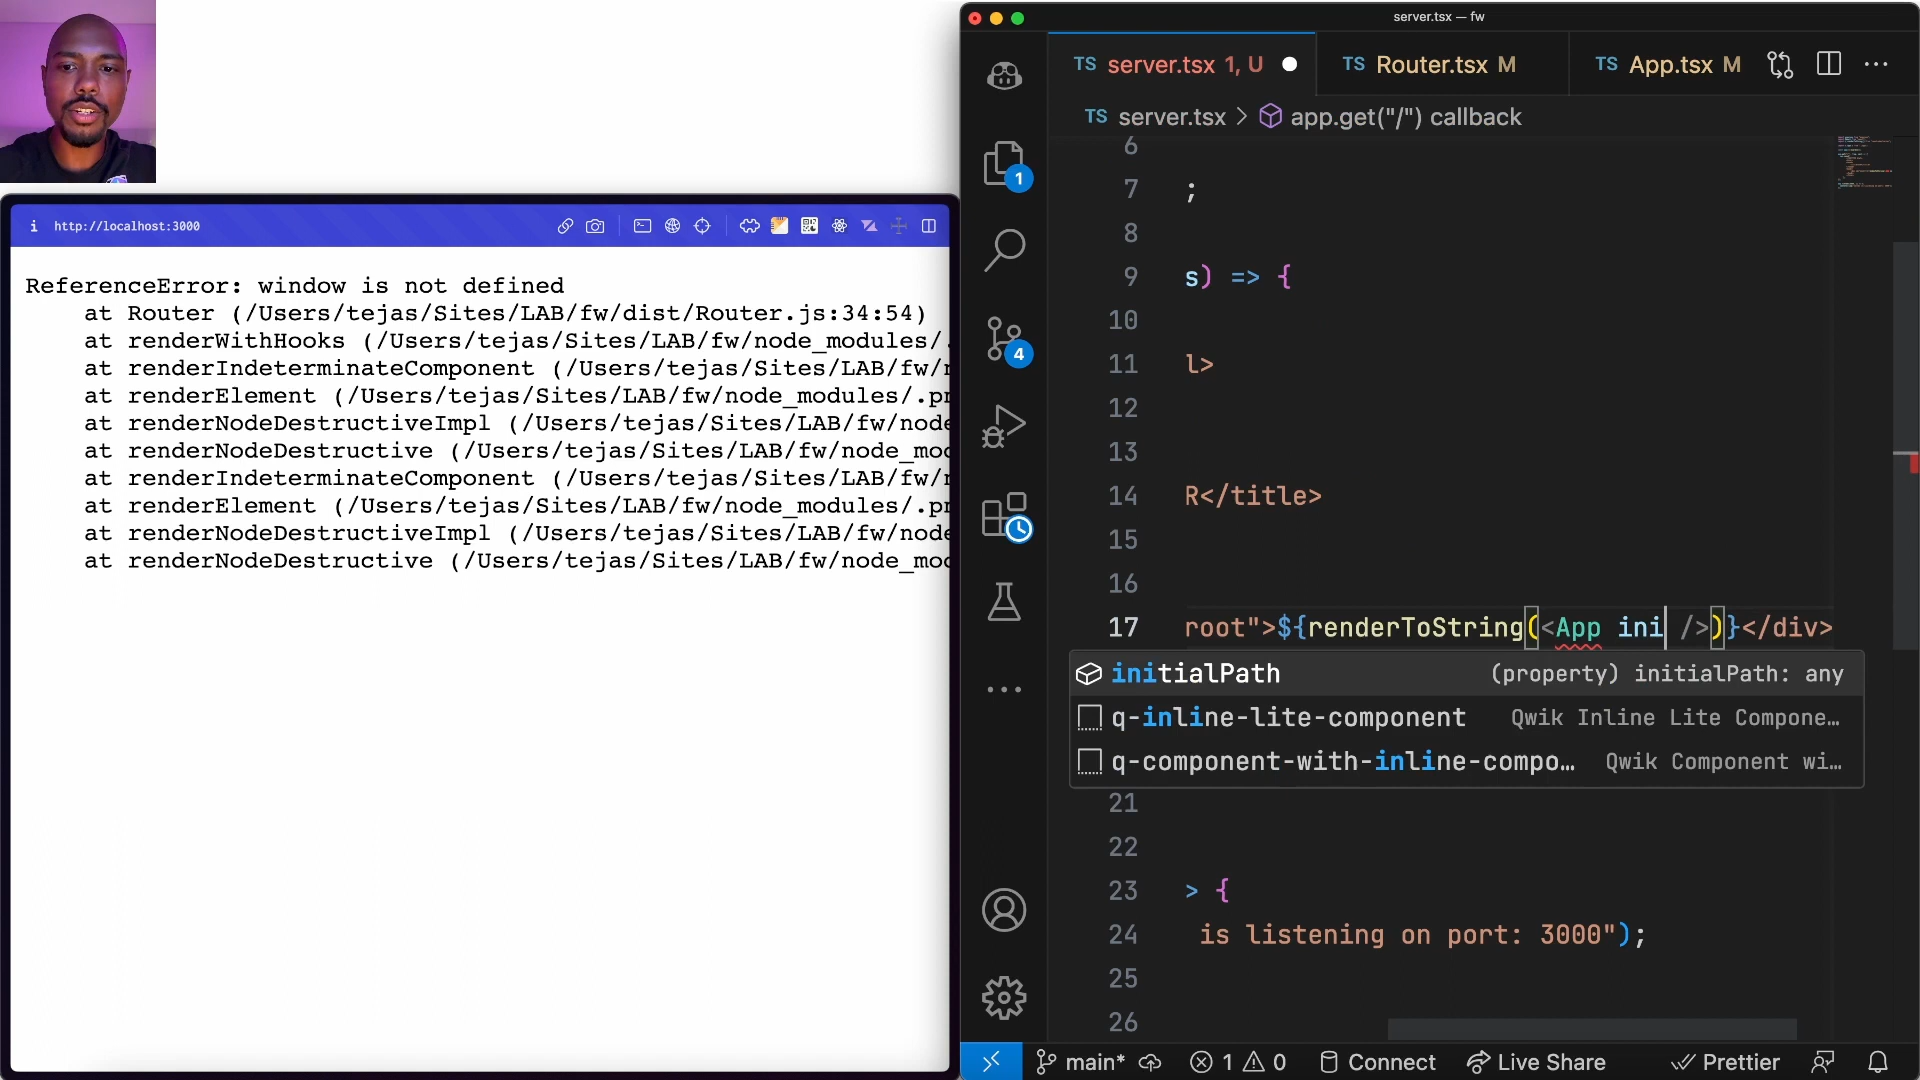 i http://localhost:3000
ReferenceError: window is not defined
at Router (/Users/tejas/Sites/LAB/fw/dist/Router.js:34:54)
at renderWithHooks (/Users/tejas/Sites/LAB/fw/node_modules/.
at renderIndeterminateComponent (/Users/tejas/Sites/LAB/fw/n
at renderElement (/Users/tejas/Sites/LAB/fw/node_modules/.pn
at renderNodeDestructiveImpl (/Users/tejas/Sites/LAB/fw/node
at renderNodeDestructive (/Users/tejas/Sites/LAB/fw/node_mod
at renderIndeterminateComponent (/Users/tejas/Sites/LAB/fw/n
at renderElement (/Users/tejas/Sites/LAB/fw/node_modules/.pn
at renderNodeDestructiveImpl (/Users/tejas/Sites/LAB/fw/node
at renderNodeDestructive (/Users/tejas/Sites/LAB/fw/node_mod
server.tsx — fw
TS server.tsx 1, U
TS Router.tsx M
TS App.tsx M
TS server.tsx > app.get("/") callback
1
4
6
7 ;
8
9 s) => {
10
11 l>
12
13
14 R</title>
15
16
17 root">${renderToString(<App ini />)}</div>
initialPath (property) initialPath: any
q-inline-lite-component Qwik Inline Lite Compone…
q-component-with-inline-compo… Qwik Component wi…
21
22
23 > {
24 is listening on port: 3000");
25
26
main* 1 0 Connect Live Share Prettier